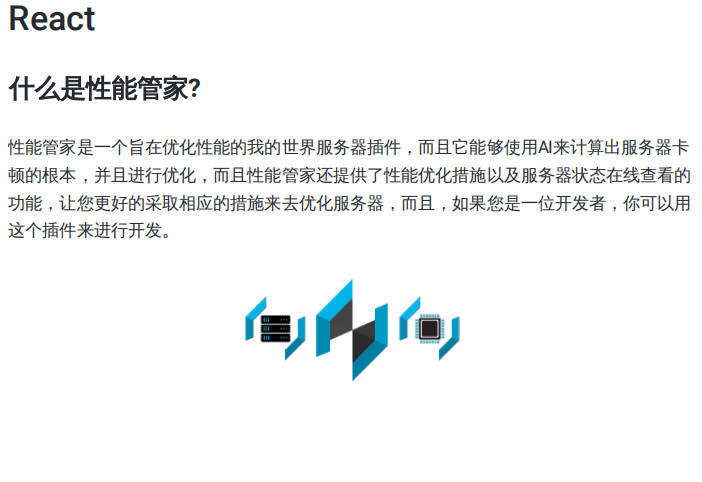 React
什么是性能管家?
性能管家是一个旨在优化性能的我的世界服务器插件，而且它能够使用AI来计算出服务器卡
顿的根本，并且进行优化，而且性能管家还提供了性能优化措施以及服务器状态在线查看的
功能，让您更好的采取相应的措施来去优化服务器，而且，如果您是一位开发者，你可以用
这个插件来进行开发。